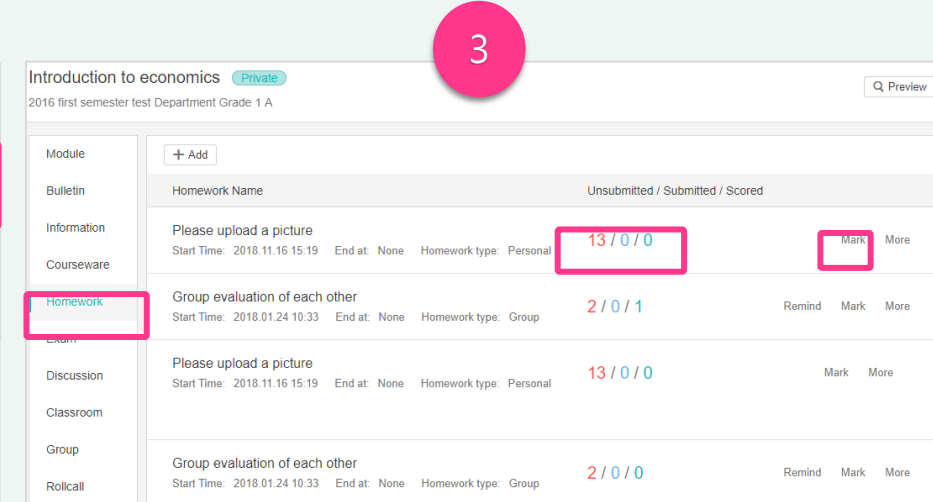 3
Introduction to economics Private
2016 first semester test Department Grade 1 A
Preview
Module
Bulletin
Information
Courseware
Homework
Exam
Discussion
Classroom
Group
Rollcall
+ Add
Homework Name Unsubmitted / Submitted / Scored
Please upload a picture
Start Time: 2018.11.16 15:19 End at: None Homework type: Personal
13 / 0 / 0 Mark More
Group evaluation of each other
Start Time: 2018.01.24 10:33 End at: None Homework type: Group
2 / 0 / 1 Remind Mark More
Please upload a picture
Start Time: 2018.11.16 15:19 End at: None Homework type: Personal
13 / 0 / 0 Mark More
Group evaluation of each other
Start Time: 2018.01.24 10:33 End at: None Homework type: Group
2 / 0 / 0 Remind Mark More